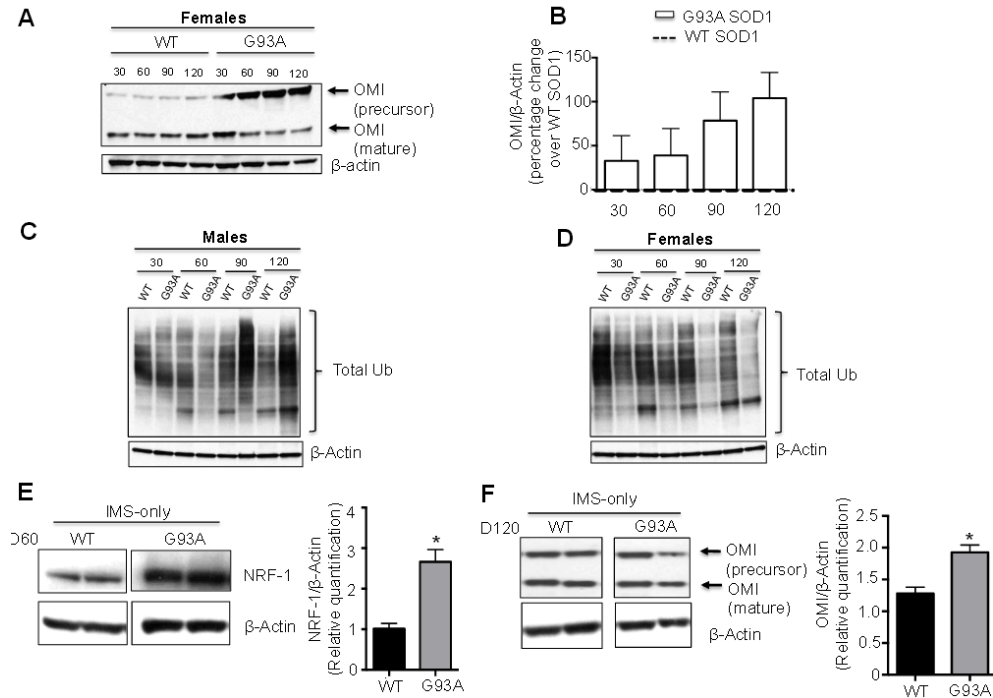 A
Females
WT G93A
30 60 90 120 30 60 90 120
OMI
(precursor)
OMI
(mature)
β-actin
B
G93A SOD1
WT SOD1
OMI/β-Actin
(percentage change
over WT SOD1)
150
100
50
0
30 60 90 120
C
Males
30 60 90 120
WT G93A WT G93A WT G93A WT G93A
Total Ub
β-Actin
D
Females
30 60 90 120
WT G93A WT G93A WT G93A WT G93A
Total Ub
β-Actin
E
IMS-only
D60 WT G93A
NRF-1
β-Actin
NRF-1/β-Actin
(Relative quantification)
4
3
2
1
0
*
WT G93A
F
IMS-only
D120 WT G93A
OMI
(precursor)
OMI
(mature)
β-Actin
OMI/β-Actin
(Relative quantification)
2.5
2.0
1.5
1.0
0.5
0.
*
WT G93A